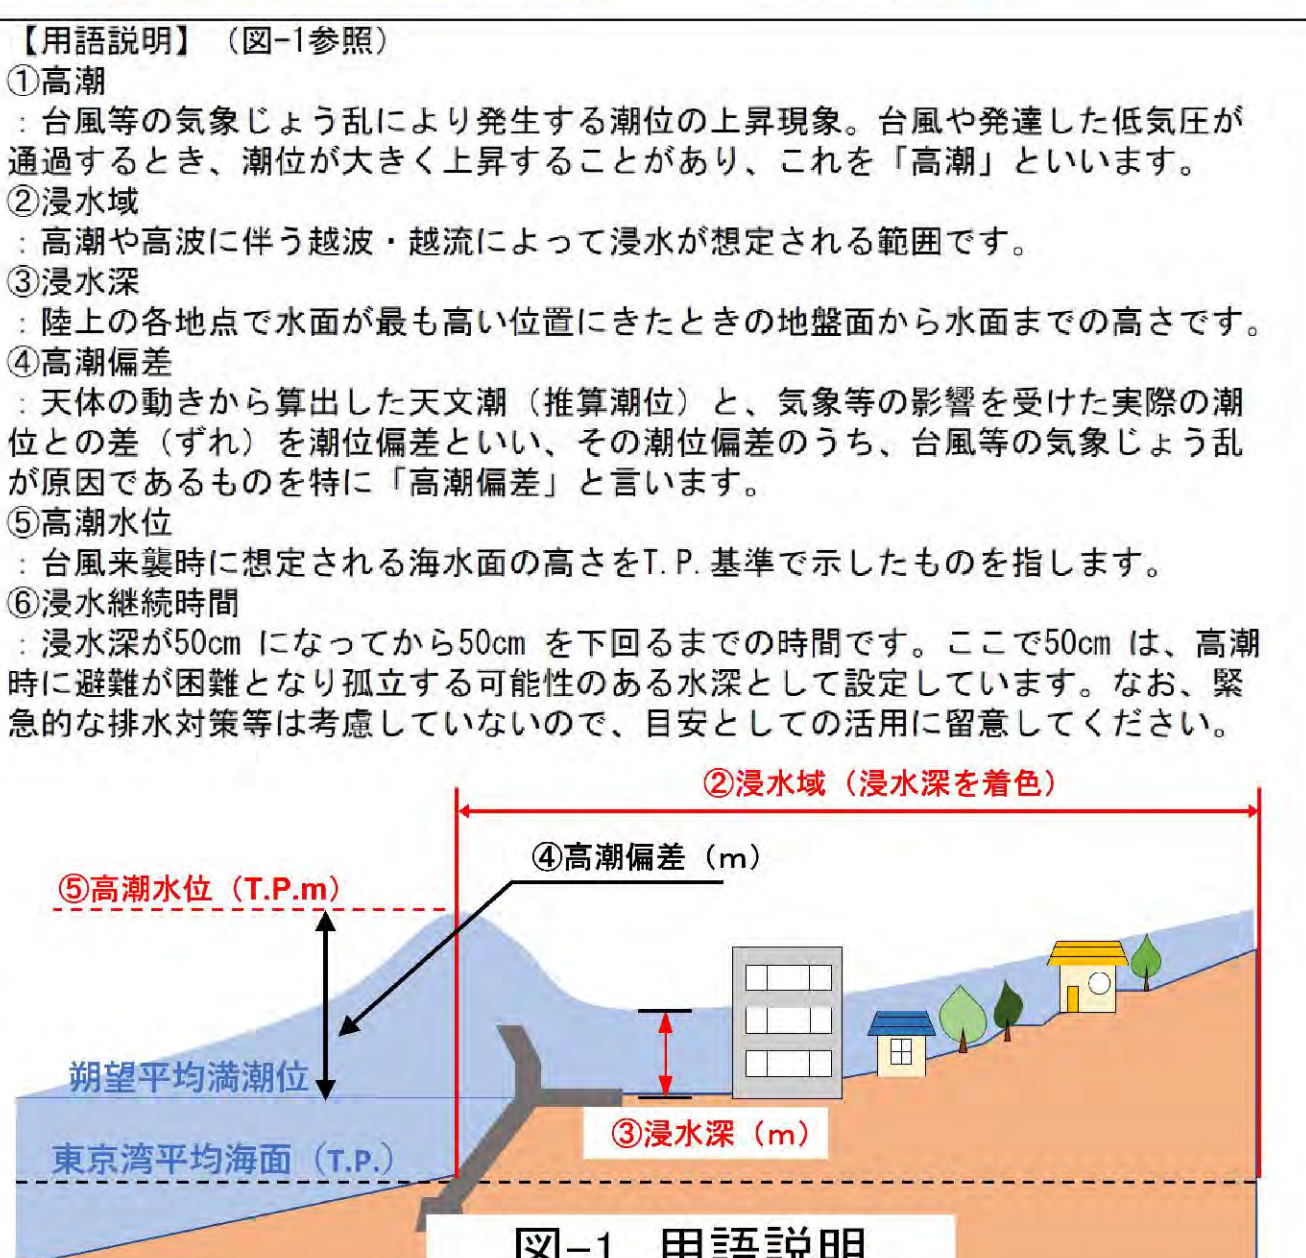 【用語説明】（図-1参照）
①高潮
：台風等の気象じょう乱により発生する潮位の上昇現象。台風や発達した低気圧が
通過するとき、潮位が大きく上昇することがあり、これを「高潮」といいます。
②浸水域
：高潮や高波に伴う越波・越流によって浸水が想定される範囲です。
③浸水深
：陸上の各地点で水面が最も高い位置にきたときの地盤面から水面までの高さです。
④高潮偏差
：天体の動きから算出した天文潮（推算潮位）と、気象等の影響を受けた実際の潮
位との差（ずれ）を潮位偏差といい、その潮位偏差のうち、台風等の気象じょう乱
が原因であるものを特に「高潮偏差」と言います。
⑤高潮水位
：台風来襲時に想定される海水面の高さをT.P.基準で示したものを指します。
⑥浸水継続時間
：浸水深が50cm になってから50cm を下回るまでの時間です。ここで50cm は、高潮
時に避難が困難となり孤立する可能性のある水深として設定しています。なお、緊
急的な排水対策等は考慮していないので、目安としての活用に留意してください。
②浸水域（浸水深を着色）
④高潮偏差（m）
⑤高潮水位（T.P.m）
朔望平均満潮位
③浸水深（m）
東京湾平均海面（T.P.）
図-1 用語説明